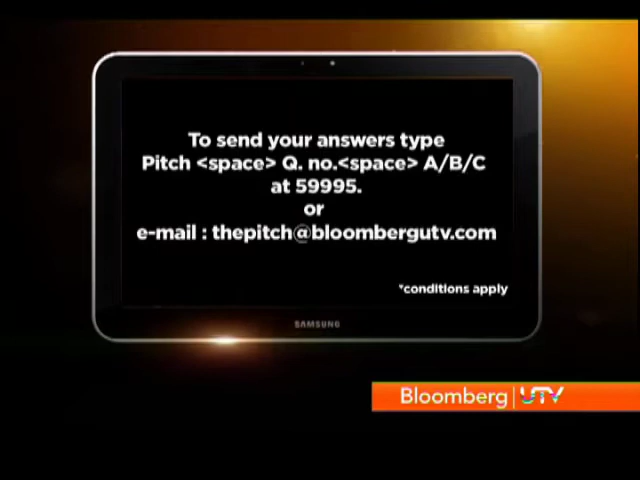 To send your answers type
Pitch <space> Q. no.<space> A/B/C
at 59995.
or
e-mail : thepitch@bloombergutv.com
*conditions apply
SAMSUNG
Bloomberg | UTV